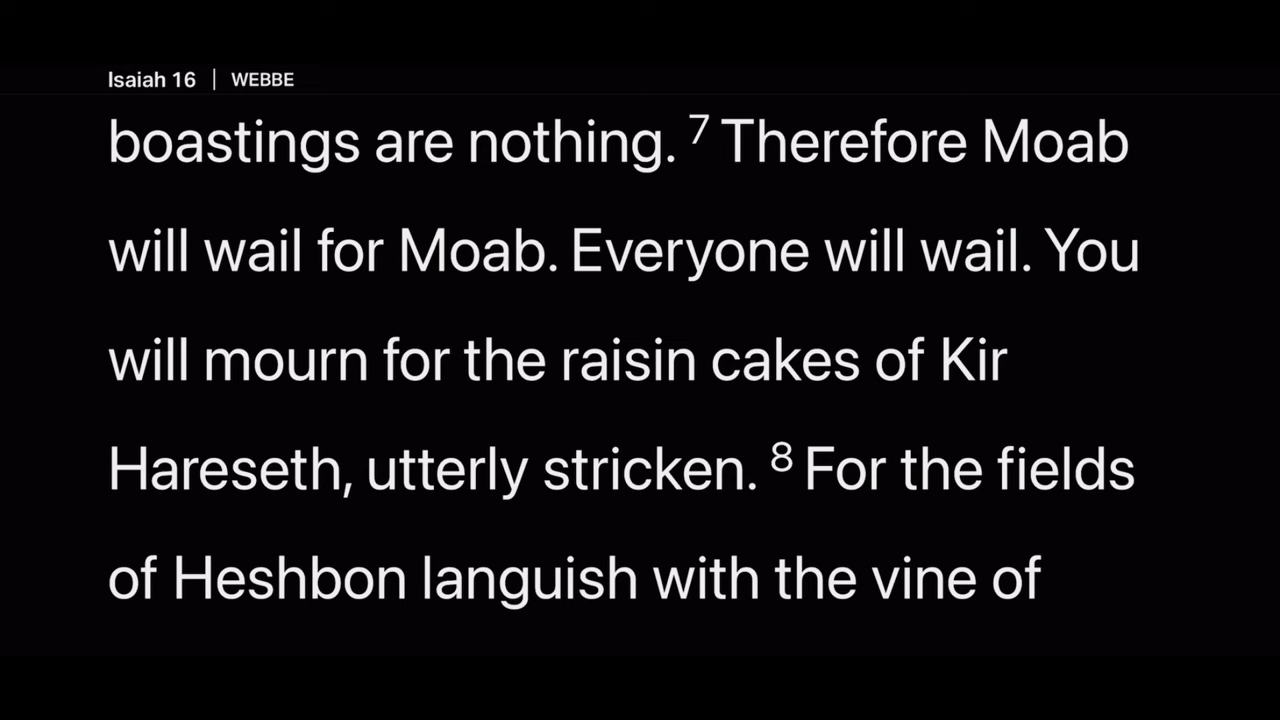 Isaiah 16 | WEBBE
boastings are nothing. 7 Therefore Moab
will wail for Moab. Everyone will wail. You
will mourn for the raisin cakes of Kir
Hareseth, utterly stricken. 8 For the fields
of Heshbon languish with the vine of